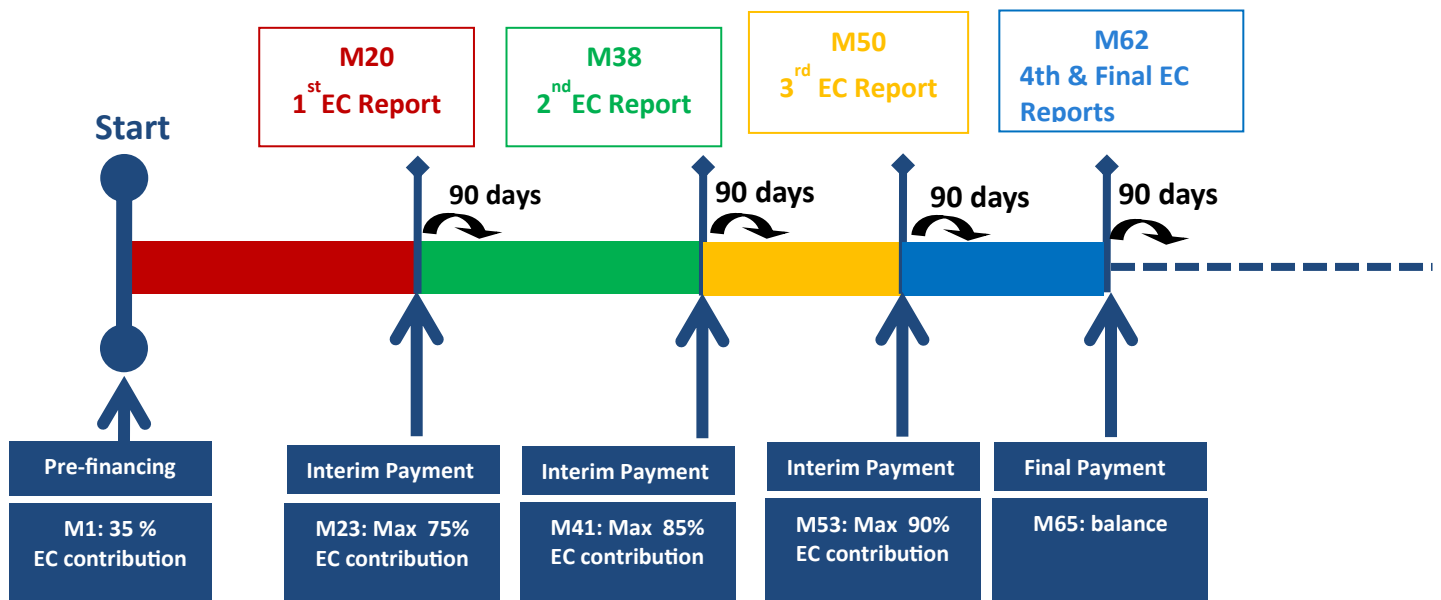 M20
1st EC Report
M38
2nd EC Report
M50
3rd EC Report
M62
4th & Final EC
Reports
Start
90 days
90 days
90 days
90 days
Pre-financing
M1: 35 %
EC contribution
Interim Payment
M23: Max 75%
EC contribution
Interim Payment
M41: Max 85%
EC contribution
Interim Payment
M53: Max 90%
EC contribution
Final Payment
M65: balance